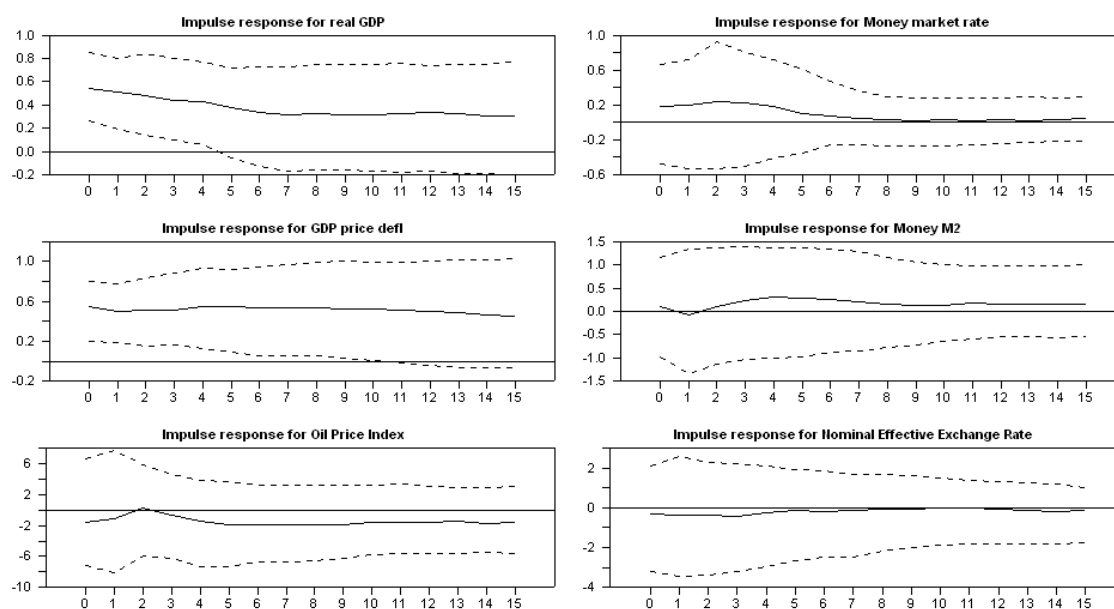 Impulse response for real GDP
1.0
0.8
0.6
0.4
0.2
0.0
-0.2
0 1 2 3 4 5 6 7 8 9 10 11 12 13 14 15
Impulse response for Money market rate
1.0
0.6
0.2
-0.2
-0.6
0 1 2 3 4 5 6 7 8 9 10 11 12 13 14 15
Impulse response for GDP price defl
1.0
0.6
0.2
-0.2
0 1 2 3 4 5 6 7 8 9 10 11 12 13 14 15
Impulse response for Money M2
1.5
1.0
0.5
0.0
-0.5
-1.0
-1.5
0 1 2 3 4 5 6 7 8 9 10 11 12 13 14 15
Impulse response for Oil Price Index
6
2
-2
-6
-10
0 1 2 3 4 5 6 7 8 9 10 11 12 13 14 15
Impulse response for Nominal Effective Exchange Rate
2
0
-2
-4
0 1 2 3 4 5 6 7 8 9 10 11 12 13 14 15